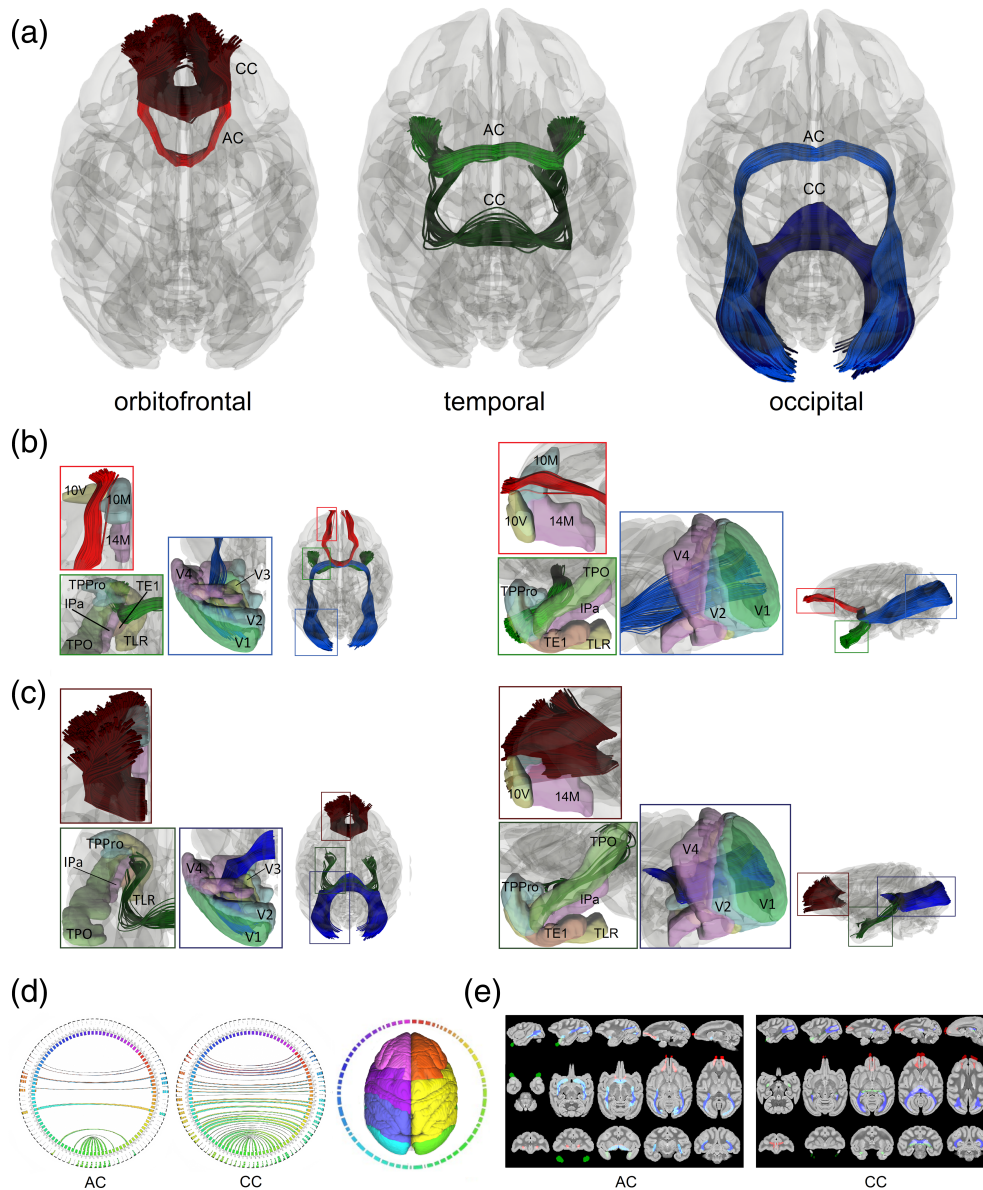 (a)
CC
AC
AC
CC
AC
CC
orbitofrontal
temporal
occipital
(b)
10V
10M
14M
TPPro
TE1
IPa
TPO
TLR
V4
V3
V2
V1
10M
10V
14M
TPO
TPPro
IPa
TE1
TLR
V4
V2
V1
(c)
TPPro
IPa
TLR
TPO
V4
V3
V2
V1
10V
14M
TPO
TPPro
IPa
TE1
TLR
V4
V2
V1
(d)
AC
CC
(e)
AC
CC